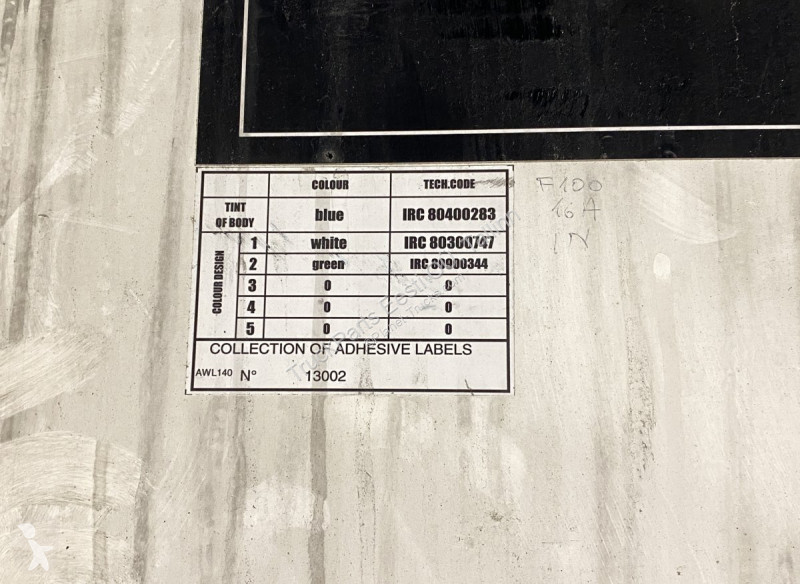 COLOUR TECH.CODE
TINT OF BODY blue IRC 80400283
COLOUR DESIGN
1 white IRC 80300747
2 green IRC 80900344
3 0 0
4 0 0
5 0 0
COLLECTION OF ADHESIVE LABELS
AWL140 N° 13002
F100
16A
IN